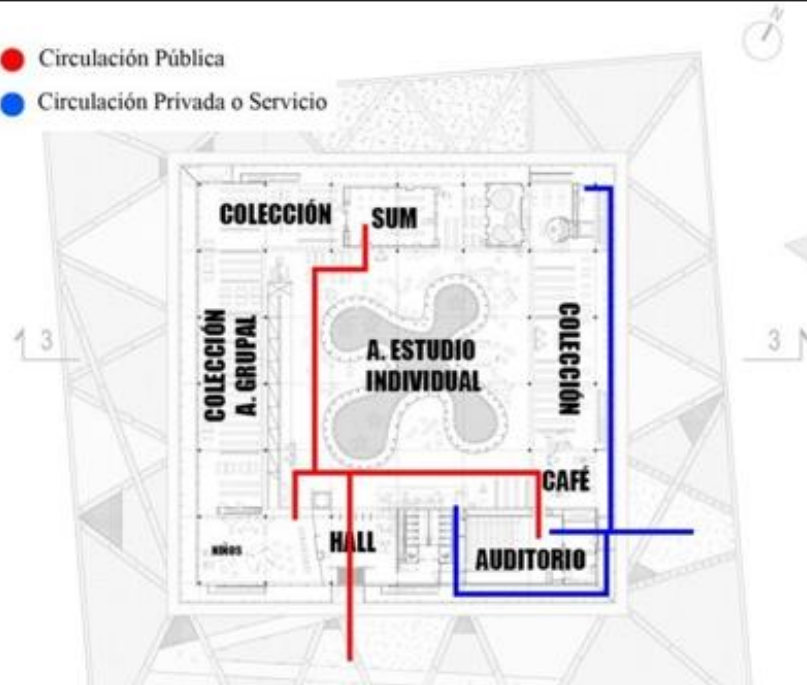 N
Circulación Pública
Circulación Privada o Servicio
COLECCIÓN
SUM
COLECCIÓN
A. GRUPAL
A. ESTUDIO
INDIVIDUAL
COLECCIÓN
3
3
CAFÉ
NIÑOS
HALL
AUDITORIO